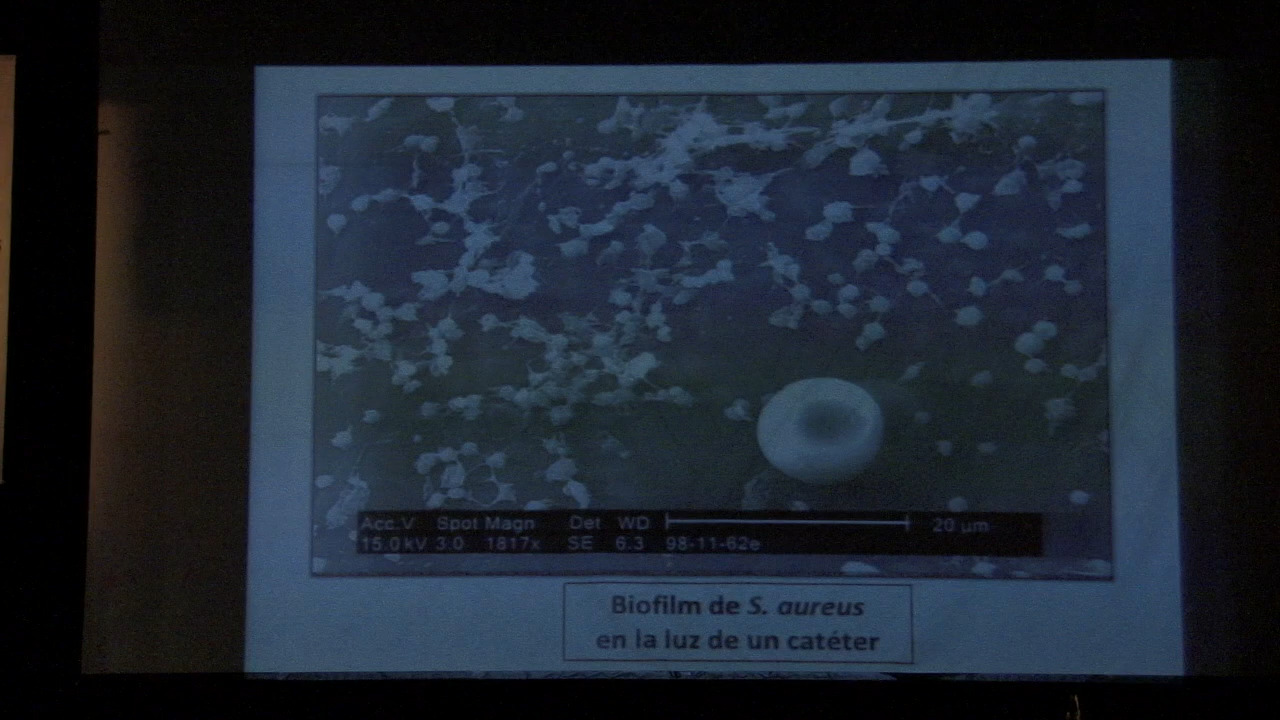 Acc.V Spot Magn Det WD 20 µm
15.0 kV 3.0 1817x SE 6.3 98-11-62e
Biofilm de S. aureus
en la luz de un catéter